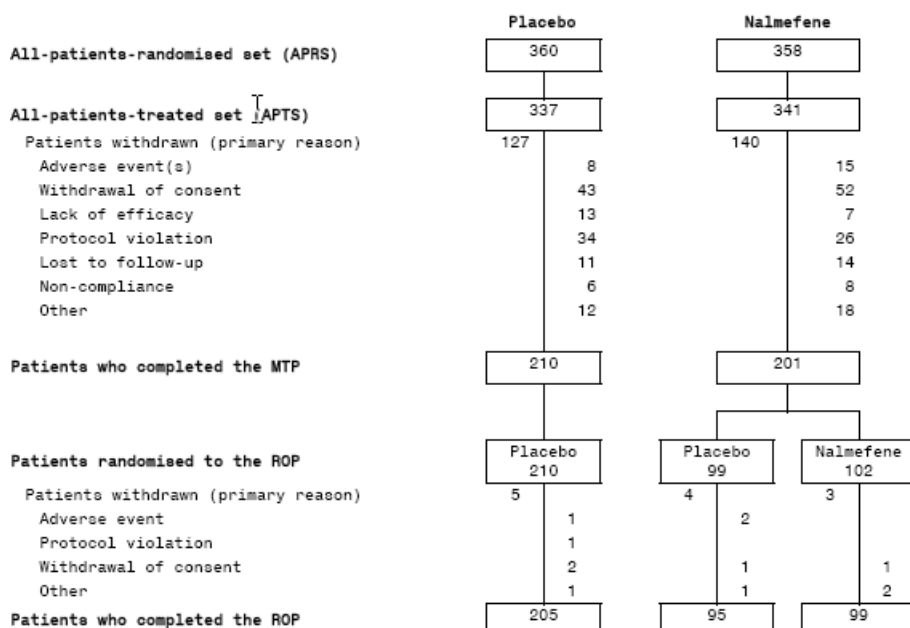 Placebo Nalmefene
All-patients-randomised set (APRS) 360 358
All-patients-treated set (APTS) 337 341
Patients withdrawn (primary reason) 127 140
Adverse event(s) 8 15
Withdrawal of consent 43 52
Lack of efficacy 13 7
Protocol violation 34 26
Lost to follow-up 11 14
Non-compliance 6 8
Other 12 18
Patients who completed the MTP 210 201
Placebo Placebo Nalmefene
Patients randomised to the ROP 210 99 102
Patients withdrawn (primary reason) 5 4 3
Adverse event 1 2
Protocol violation 1
Withdrawal of consent 2 1 1
Other 1 1 2
Patients who completed the ROP 205 95 99